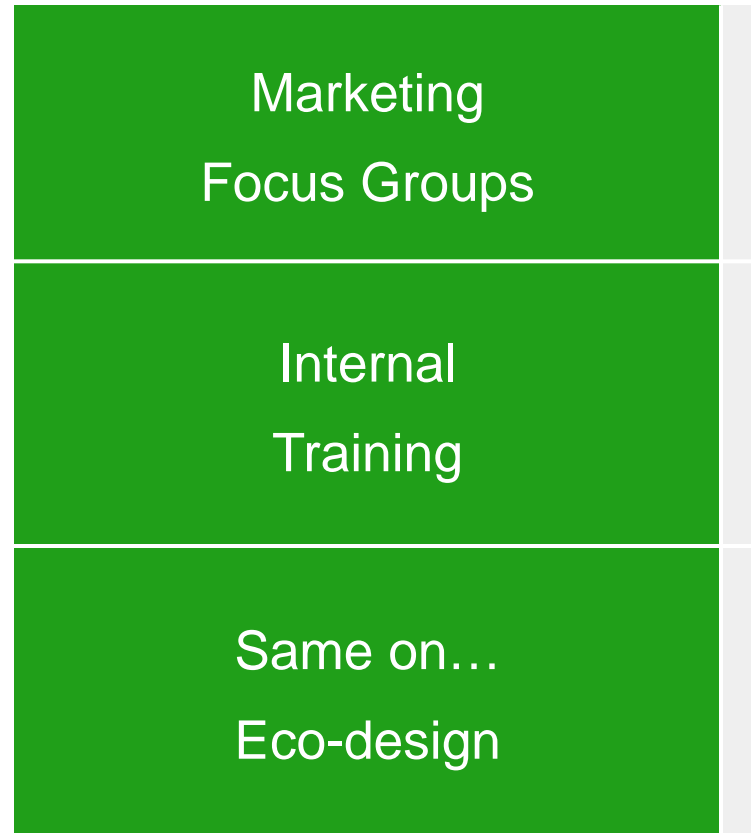 Marketing
Focus Groups
Internal
Training
Same on…
Eco-design